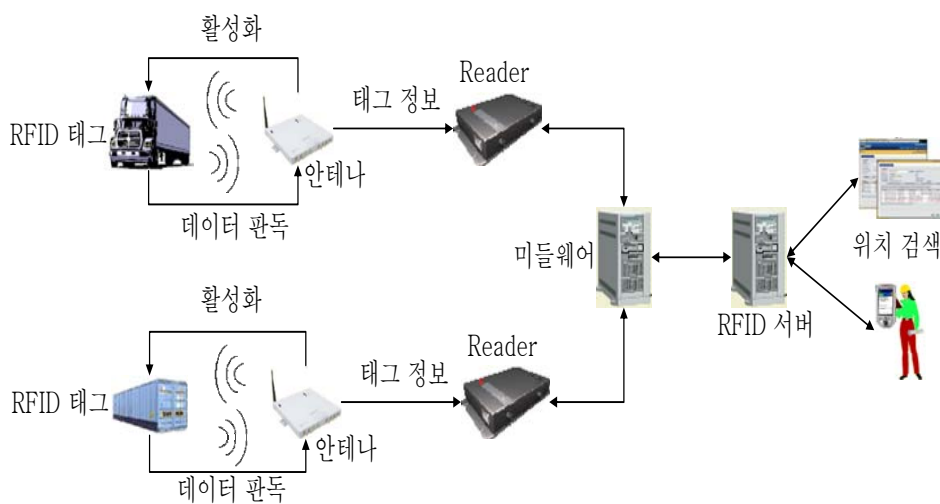 활성화
Reader
태그 정보
RFID 태그
안테나
데이터 판독
미들웨어
위치 검색
RFID 서버
활성화
Reader
태그 정보
RFID 태그
안테나
데이터 판독